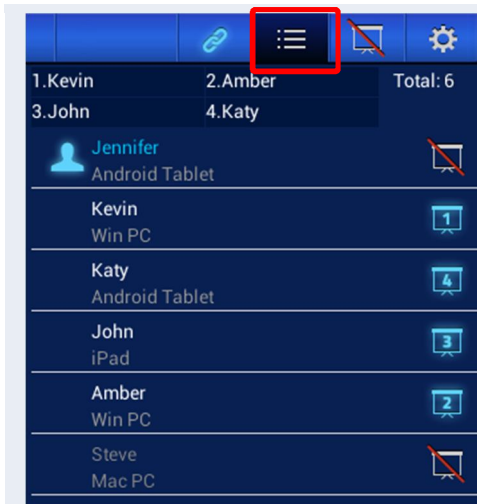 1.Kevin 2.Amber Total: 6
3.John 4.Katy
Jennifer
Android Tablet
Kevin
Win PC
1
Katy
Android Tablet
4
John
iPad
3
Amber
Win PC
2
Steve
Mac PC